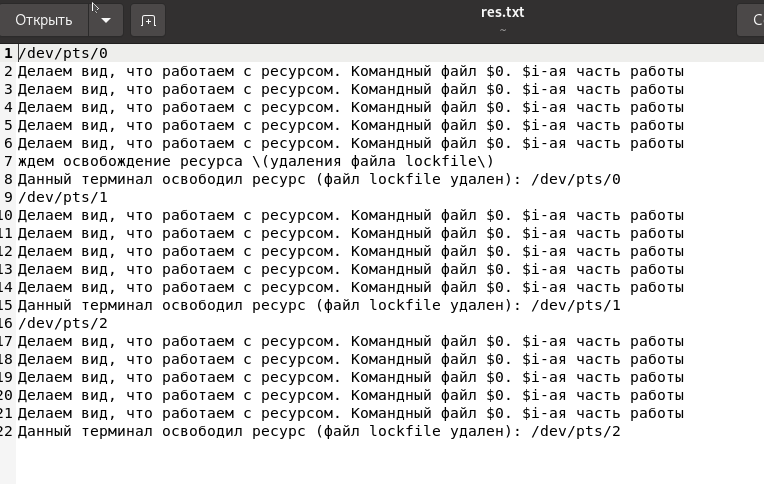 Открыть
res.txt
~
С
1 /dev/pts/0
2 Делаем вид, что работаем с ресурсом. Командный файл $0. $i-ая часть работы
3 Делаем вид, что работаем с ресурсом. Командный файл $0. $i-ая часть работы
4 Делаем вид, что работаем с ресурсом. Командный файл $0. $i-ая часть работы
5 Делаем вид, что работаем с ресурсом. Командный файл $0. $i-ая часть работы
6 Делаем вид, что работаем с ресурсом. Командный файл $0. $i-ая часть работы
7 ждем освобождение ресурса \(удаления файла lockfile\)
8 Данный терминал освободил ресурс (файл lockfile удален): /dev/pts/0
9 /dev/pts/1
10 Делаем вид, что работаем с ресурсом. Командный файл $0. $i-ая часть работы
11 Делаем вид, что работаем с ресурсом. Командный файл $0. $i-ая часть работы
12 Делаем вид, что работаем с ресурсом. Командный файл $0. $i-ая часть работы
13 Делаем вид, что работаем с ресурсом. Командный файл $0. $i-ая часть работы
14 Делаем вид, что работаем с ресурсом. Командный файл $0. $i-ая часть работы
15 Данный терминал освободил ресурс (файл lockfile удален): /dev/pts/1
16 /dev/pts/2
17 Делаем вид, что работаем с ресурсом. Командный файл $0. $i-ая часть работы
18 Делаем вид, что работаем с ресурсом. Командный файл $0. $i-ая часть работы
19 Делаем вид, что работаем с ресурсом. Командный файл $0. $i-ая часть работы
20 Делаем вид, что работаем с ресурсом. Командный файл $0. $i-ая часть работы
21 Делаем вид, что работаем с ресурсом. Командный файл $0. $i-ая часть работы
22 Данный терминал освободил ресурс (файл lockfile удален): /dev/pts/2